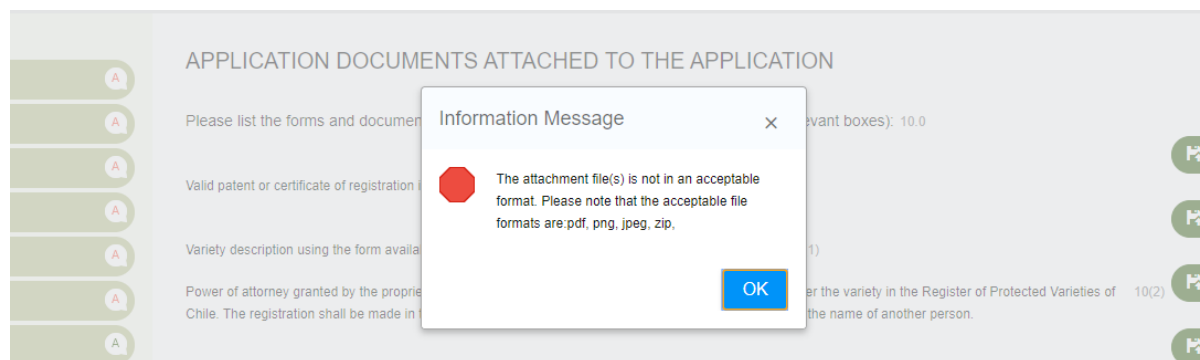 A
A
A
A
A
A
A
APPLICATION DOCUMENTS ATTACHED TO THE APPLICATION
Please list the forms and documen
evant boxes): 10.0
Valid patent or certificate of registration i
Variety description using the form availa
1)
Power of attorney granted by the proprie
er the variety in the Register of Protected Varieties of 10(2)
Chile. The registration shall be made in
the name of another person.
Information Message ×
The attachment file(s) is not in an acceptable
format. Please note that the acceptable file
formats are:pdf, png, jpeg, zip,
OK